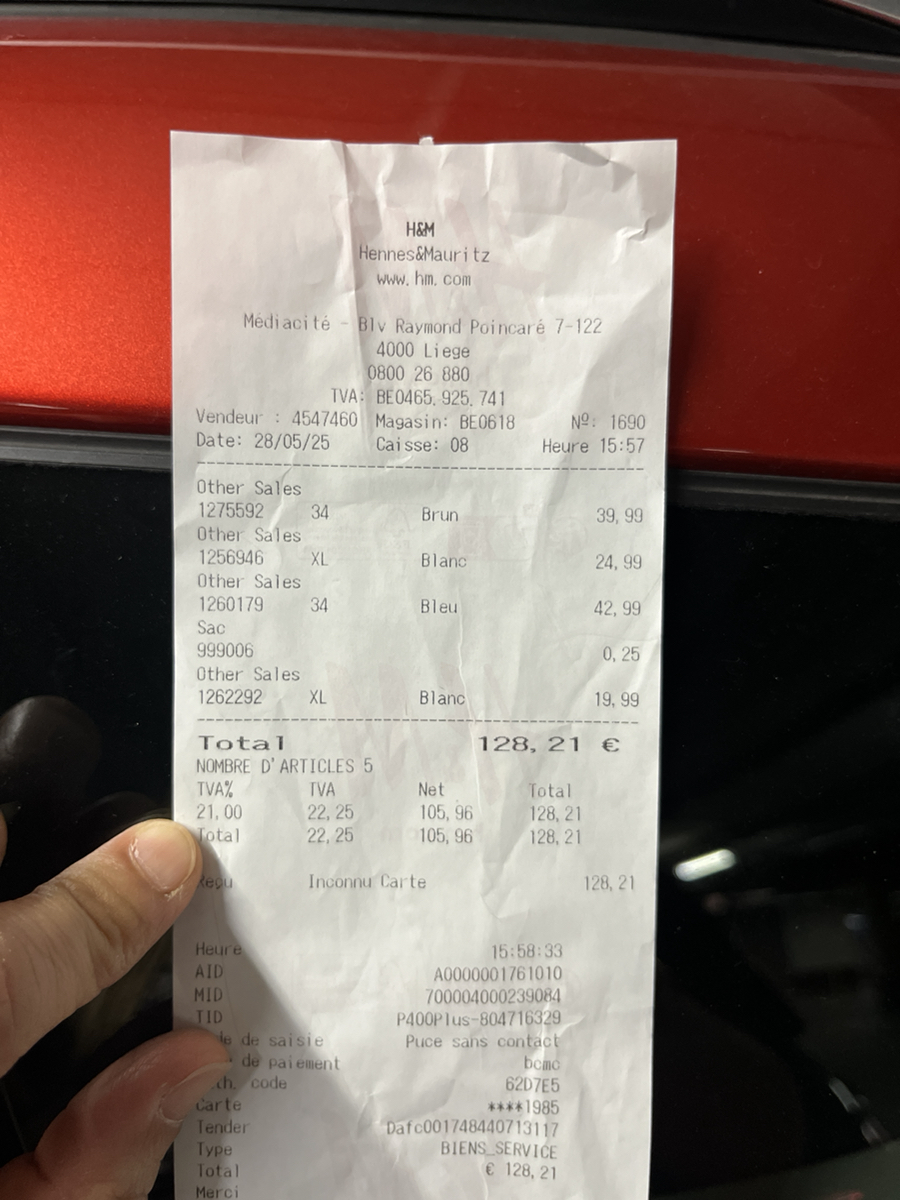 H&M
Hennes&Mauritz
www.hm.com
Médiacité - Blv Raymond Poincaré 7-122
4000 Liege
0800 26 880
TVA: BE0465.925.741
Vendeur : 4547460 Magasin: BE0618 Nº: 1690
Date: 28/05/25 Caisse: 08 Heure 15:57
Other Sales
1275592 34 Brun 39,99
Other Sales
1256946 XL Blanc 24,99
Other Sales
1260179 34 Bleu 42,99
Sac
999006 0,25
Other Sales
1262292 XL Blanc 19,99
Total 128,21 €
NOMBRE D'ARTICLES 5
TVA% TVA Net Total
21,00 22,25 105,96 128,21
Total 22,25 105,96 128,21
Reçu Inconnu Carte 128,21
Heure 15:58:33
AID A0000001761010
MID 700004000239084
TID P400Plus-804716329
de saisie Puce sans contact
de paiement bcmc
code 62D7E5
Carte ****1985
Tender Dafc001748440713117
Type BIENS_SERVICE
Total € 128,21
Merci